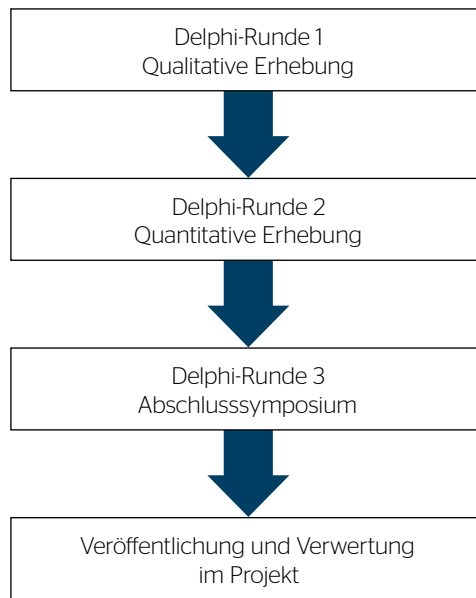 Delphi-Runde 1
Qualitative Erhebung
Delphi-Runde 2
Quantitative Erhebung
Delphi-Runde 3
Abschlusssymposium
Veröffentlichung und Verwertung
im Projekt